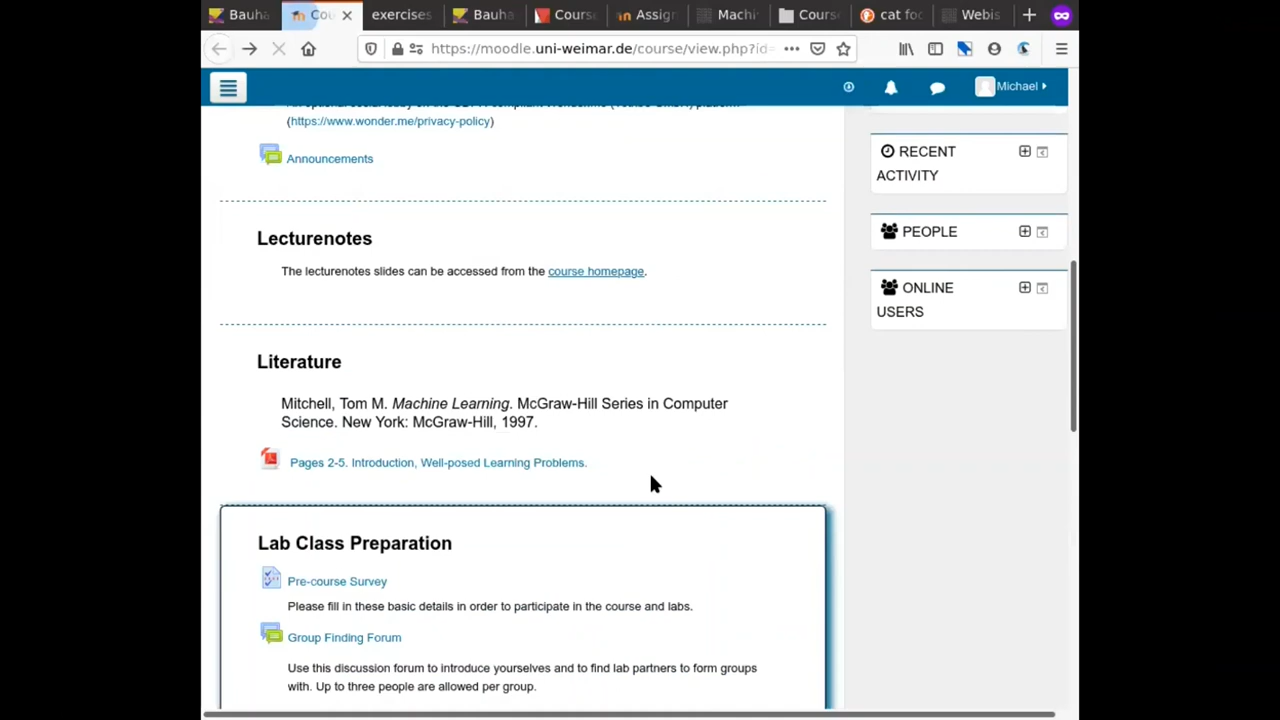 Bauha
Cou
exercises
Bauha
Course
Assign
Machi
Course
cat foo
Webis
https://moodle.uni-weimar.de/course/view.php?id=
Michael
(https://www.wonder.me/privacy-policy)
Announcements
RECENT
ACTIVITY
PEOPLE
ONLINE
USERS
Lecturenotes
The lecturenotes slides can be accessed from the course homepage.
Literature
Mitchell, Tom M. Machine Learning. McGraw-Hill Series in Computer
Science. New York: McGraw-Hill, 1997.
Pages 2-5. Introduction, Well-posed Learning Problems.
Lab Class Preparation
Pre-course Survey
Please fill in these basic details in order to participate in the course and labs.
Group Finding Forum
Use this discussion forum to introduce yourselves and to find lab partners to form groups
with. Up to three people are allowed per group.